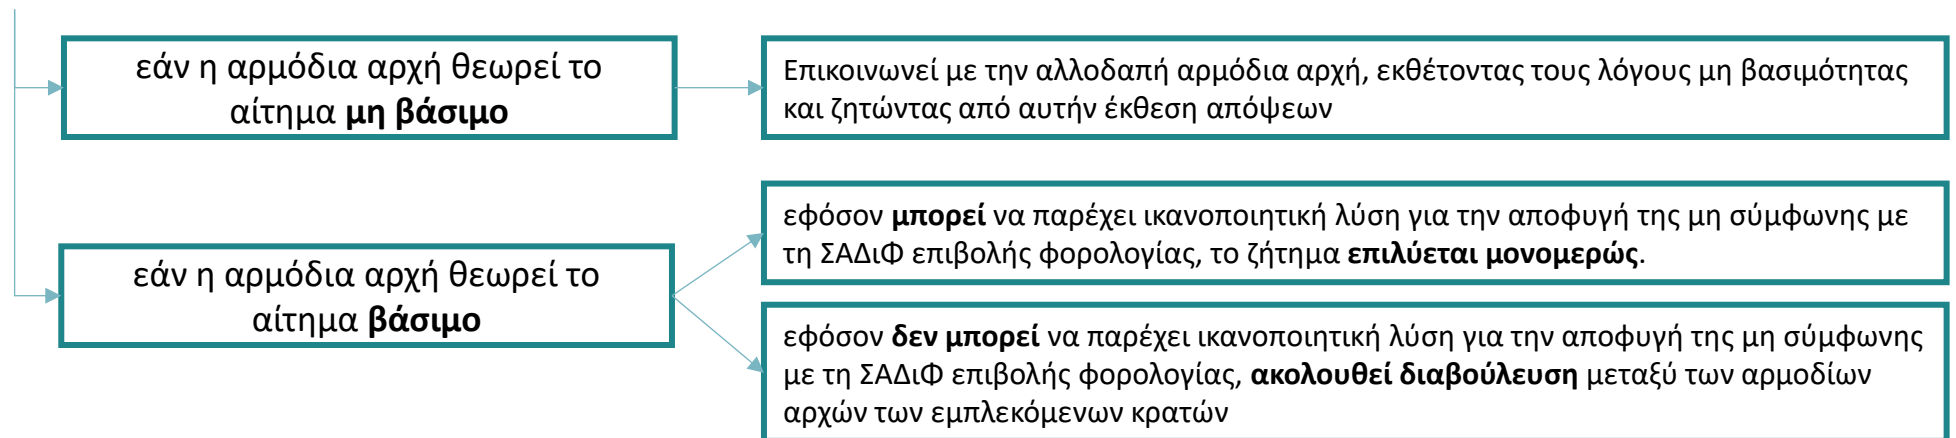 εάν η αρμόδια αρχή θεωρεί το
αίτημα μη βάσιμο
Επικοινωνεί με την αλλοδαπή αρμόδια αρχή, εκθέτοντας τους λόγους μη βασιμότητας
και ζητώντας από αυτήν έκθεση απόψεων
εάν η αρμόδια αρχή θεωρεί το
αίτημα βάσιμο
εφόσον μπορεί να παρέχει ικανοποιητική λύση για την αποφυγή της μη σύμφωνης με
τη ΣΑΔιΦ επιβολής φορολογίας, το ζήτημα επιλύεται μονομερώς.
εφόσον δεν μπορεί να παρέχει ικανοποιητική λύση για την αποφυγή της μη σύμφωνης
με τη ΣΑΔιΦ επιβολής φορολογίας, ακολουθεί διαβούλευση μεταξύ των αρμοδίων
αρχών των εμπλεκόμενων κρατών